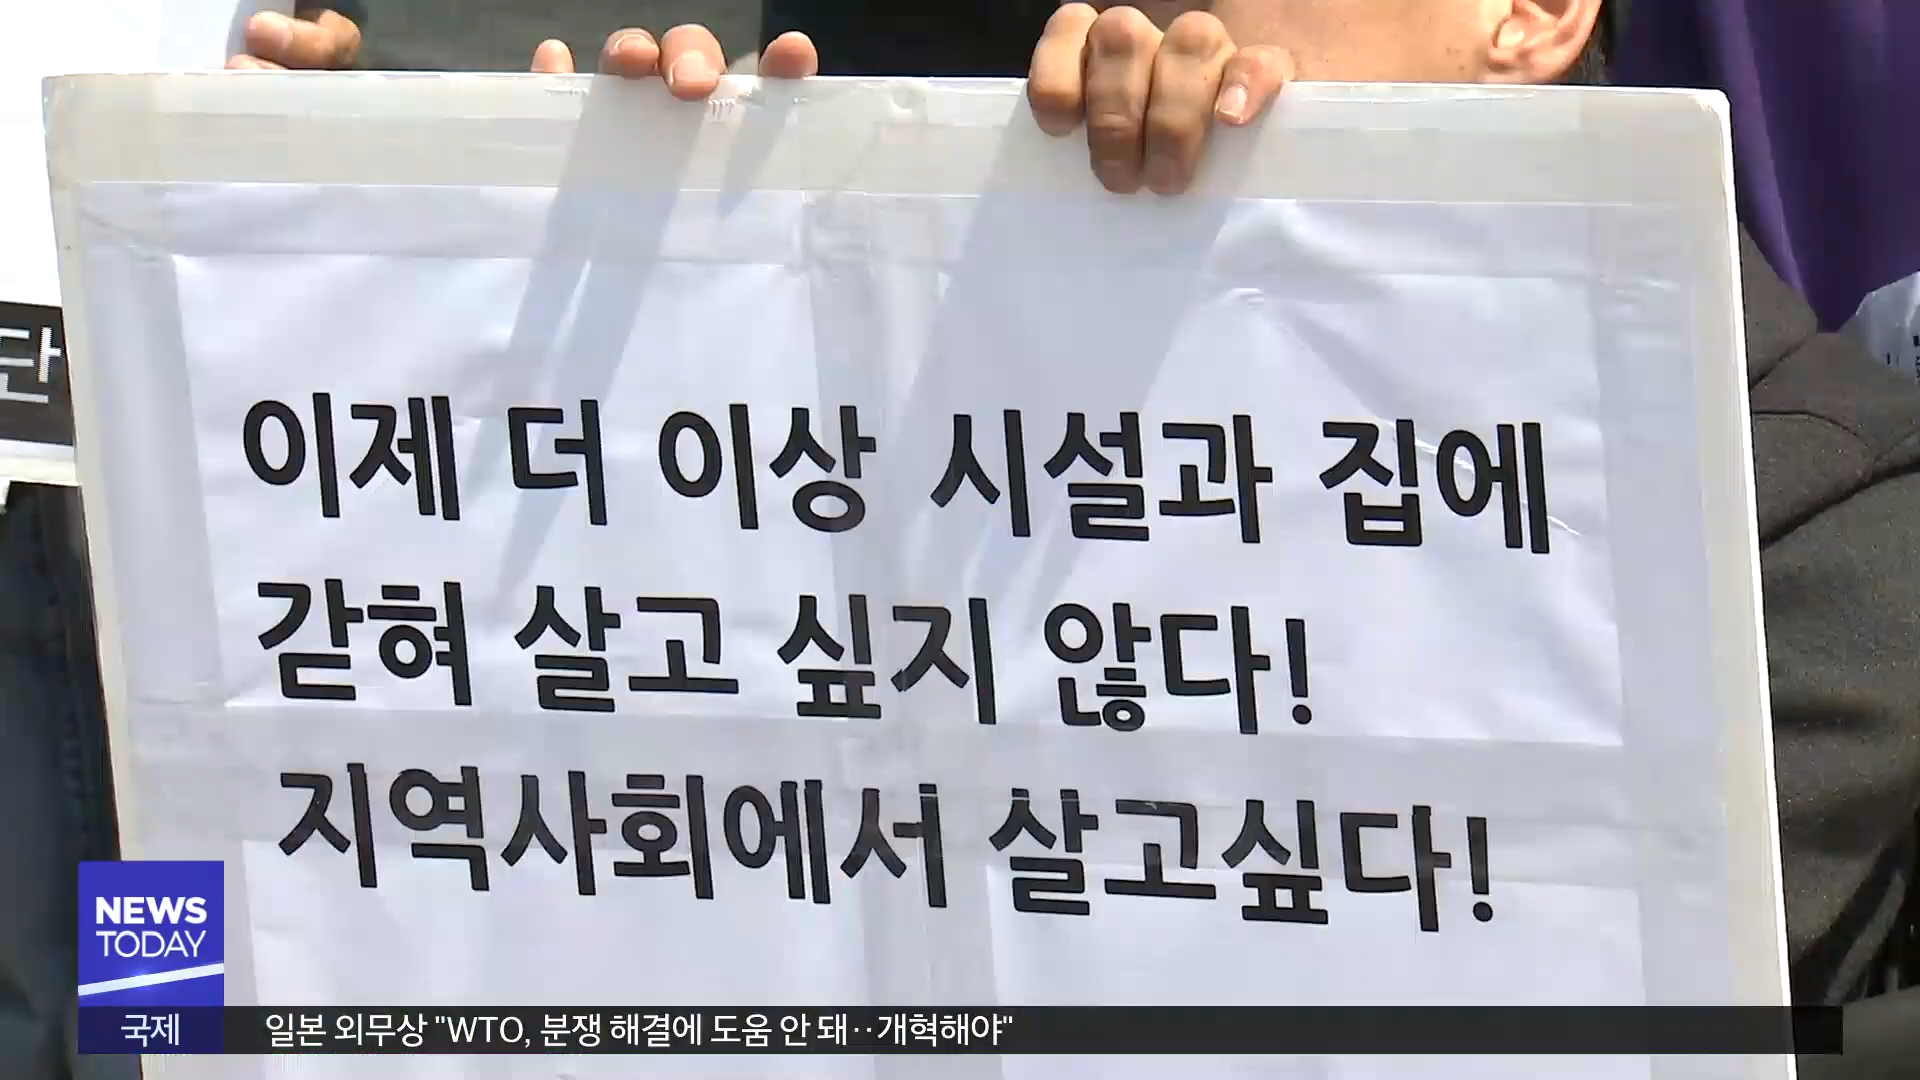 단
이제 더 이상 시설과 집에
갇혀 살고 싶지 않다!
지역사회에서 살고싶다!
NEWS
TODAY
국제
일본 외무상 "WTO, 분쟁 해결에 도움 안 돼··개혁해야"